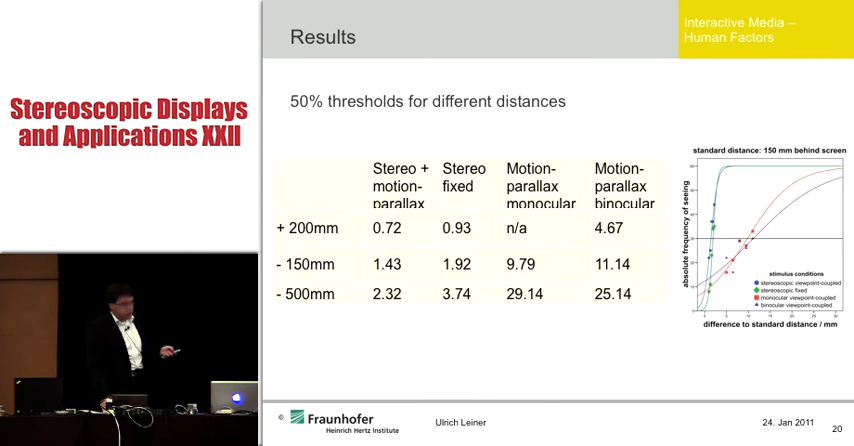 Stereoscopic Displays
and Applications XXII
Results
Interactive Media –
Human Factors
50% thresholds for different distances
Stereo + motion-parallax Stereo fixed Motion-parallax monocular Motion-parallax binocular
+ 200mm 0.72 0.93 n/a 4.67
- 150mm 1.43 1.92 9.79 11.14
- 500mm 2.32 3.74 29.14 25.14
standard distance: 150 mm behind screen
absolute frequency of seeing
stimulus conditions
stereoscopic viewpoint-coupled
stereoscopic fixed
monocular viewpoint-coupled
binocular viewpoint-coupled
difference to standard distance / mm
© Fraunhofer
Heinrich Hertz Institute
Ulrich Leiner
24. Jan 2011
20